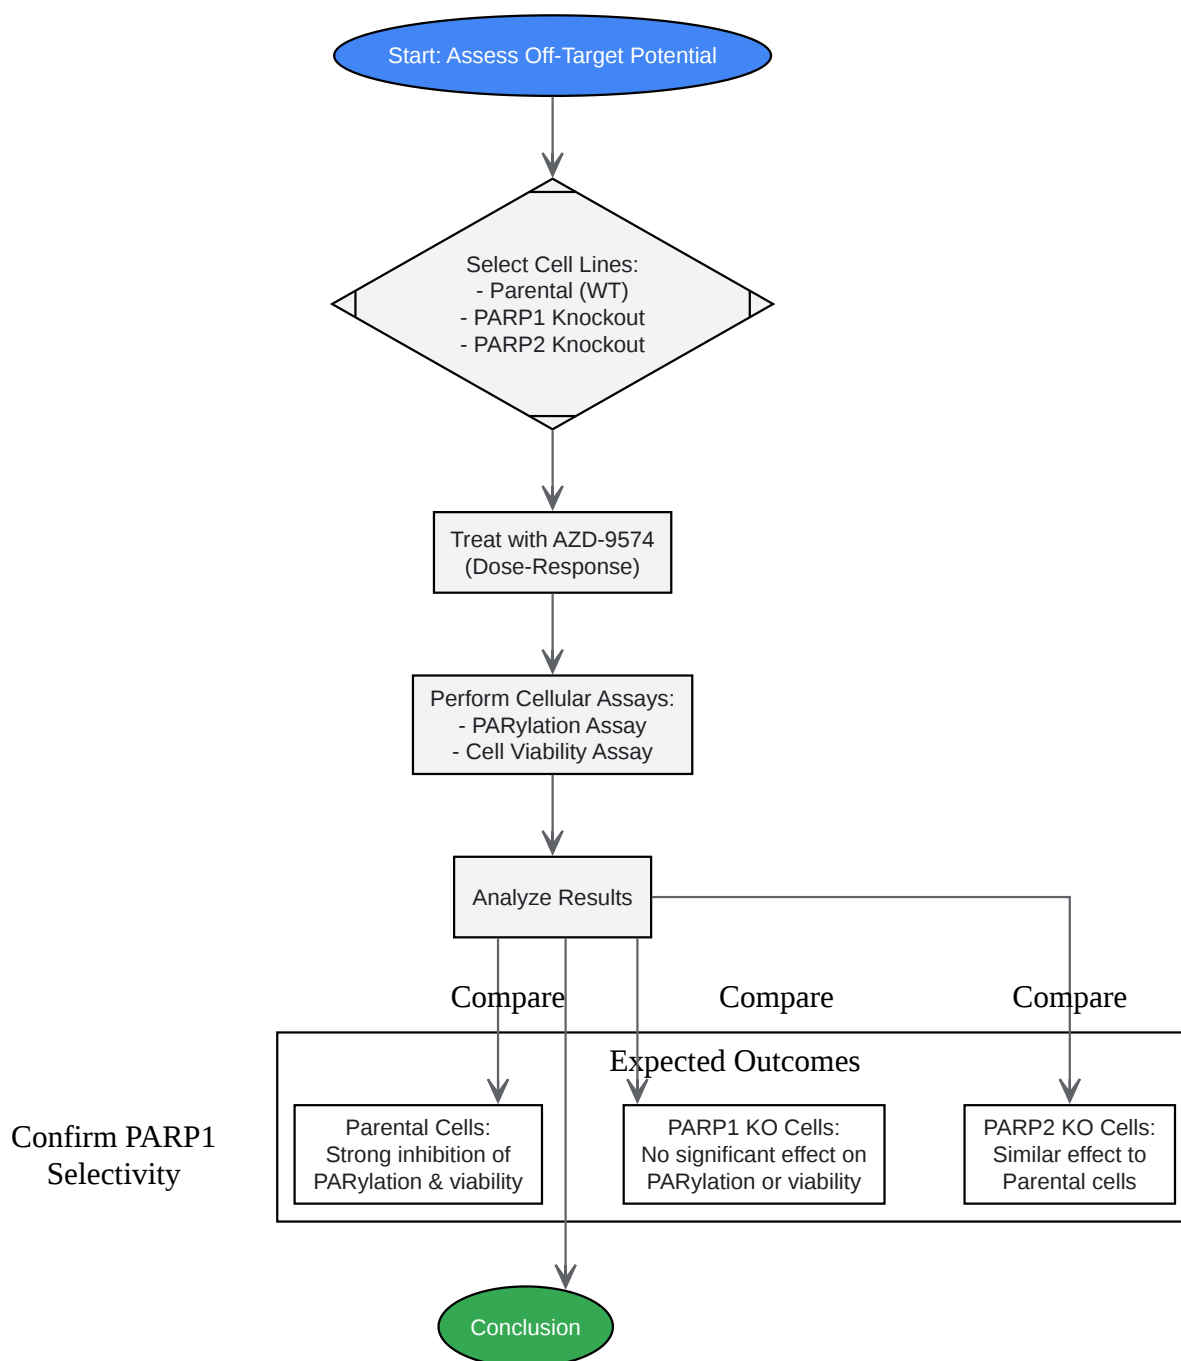 Start: Assess Off-Target Potential
Select Cell Lines:
- Parental (WT)
- PARP1 Knockout
- PARP2 Knockout
Treat with AZD-9574
(Dose-Response)
Perform Cellular Assays:
- PARylation Assay
- Cell Viability Assay
Analyze Results
Compare
Compare
Compare
Expected Outcomes
Confirm PARP1
Selectivity
Parental Cells:
Strong inhibition of
PARylation & viability
PARP1 KO Cells:
No significant effect on
PARylation or viability
PARP2 KO Cells:
Similar effect to
Parental cells
Conclusion